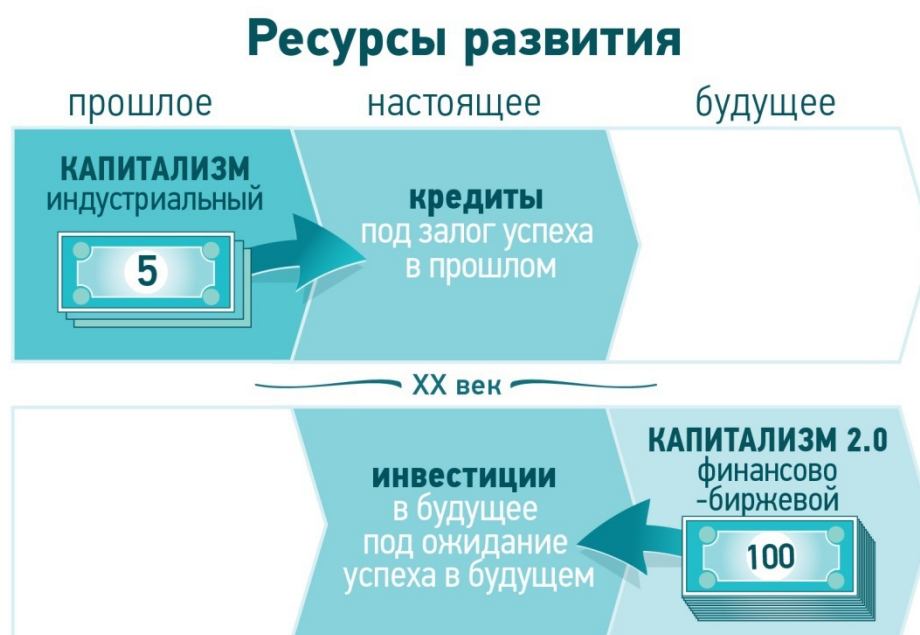 Ресурсы развития
прошлое
настоящее
будущее
КАПИТАЛИЗМ
индустриальный
5
кредиты
под залог успеха
в прошлом
XX век
инвестиции
в будущее
под ожидание
успеха в будущем
КАПИТАЛИЗМ 2.0
финансово
-биржевой
100